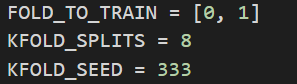 FOLD_TO_TRAIN = [0, 1]
KFOLD_SPLITS = 8
KFOLD_SEED = 333